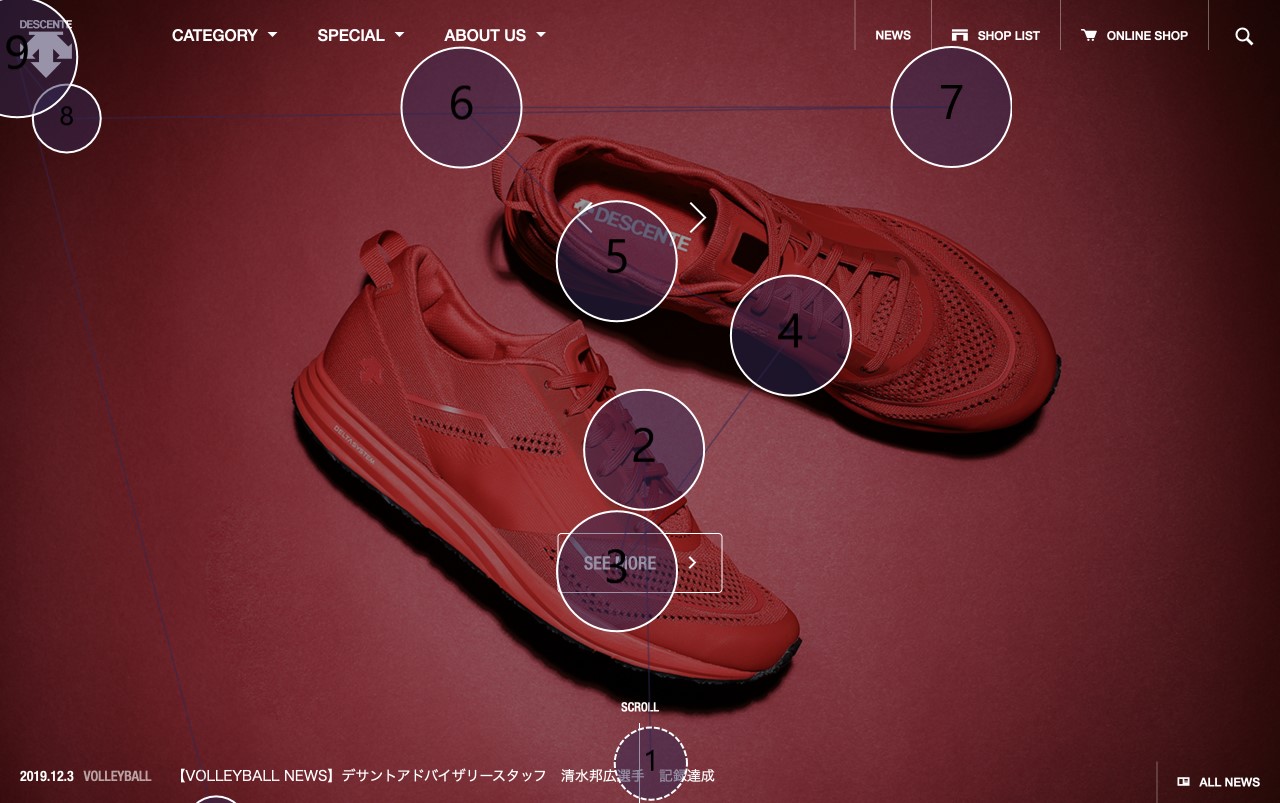 DESCENTE
CATEGORY
SPECIAL
ABOUT US
NEWS
SHOP LIST
ONLINE SHOP
9
8
6
7
DESCENTE
5
4
2
DELTASYSTEM
SEE MORE
3
SCROLL
1
2019.12.3 VOLLEYBALL 【VOLLEYBALL NEWS】デサントアドバイザリースタッフ 清水邦広選手 記録達成
ALL NEWS